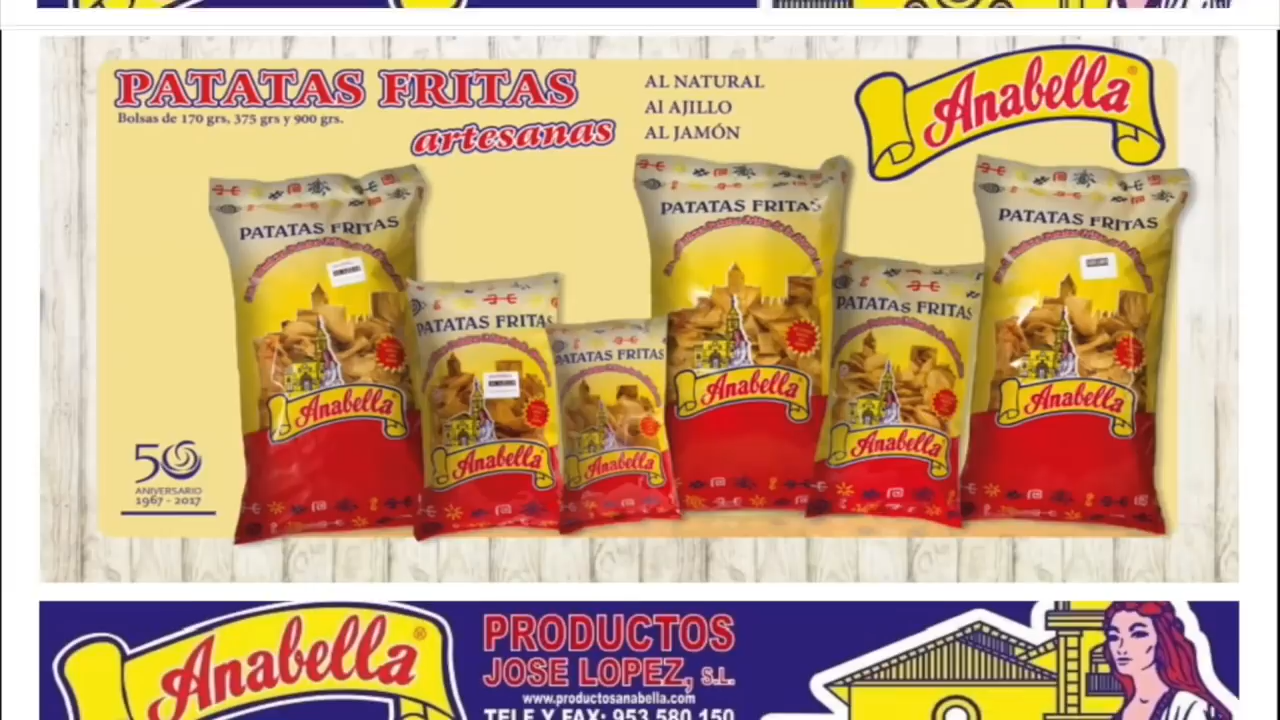 PATATAS FRITAS
Bolsas de 170 grs, 375 grs y 900 grs.
artesanas
AL NATURAL
Al AJILLO
AL JAMÓN
Anabella®
PATATAS FRITAS
Anabella
PATATAS FRITAS
Anabella
PATATAS FRITAS
Anabella
PATATAS FRITAS
Anabella
PATATAS FRITAS
Anabella
PATATAS FRITAS
Anabella
50
ANIVERSARIO
1967 - 2017
Anabella®
PRODUCTOS
JOSE LOPEZ, S.L.
www.productosanabella.com
TELF Y FAX: 953 580 150